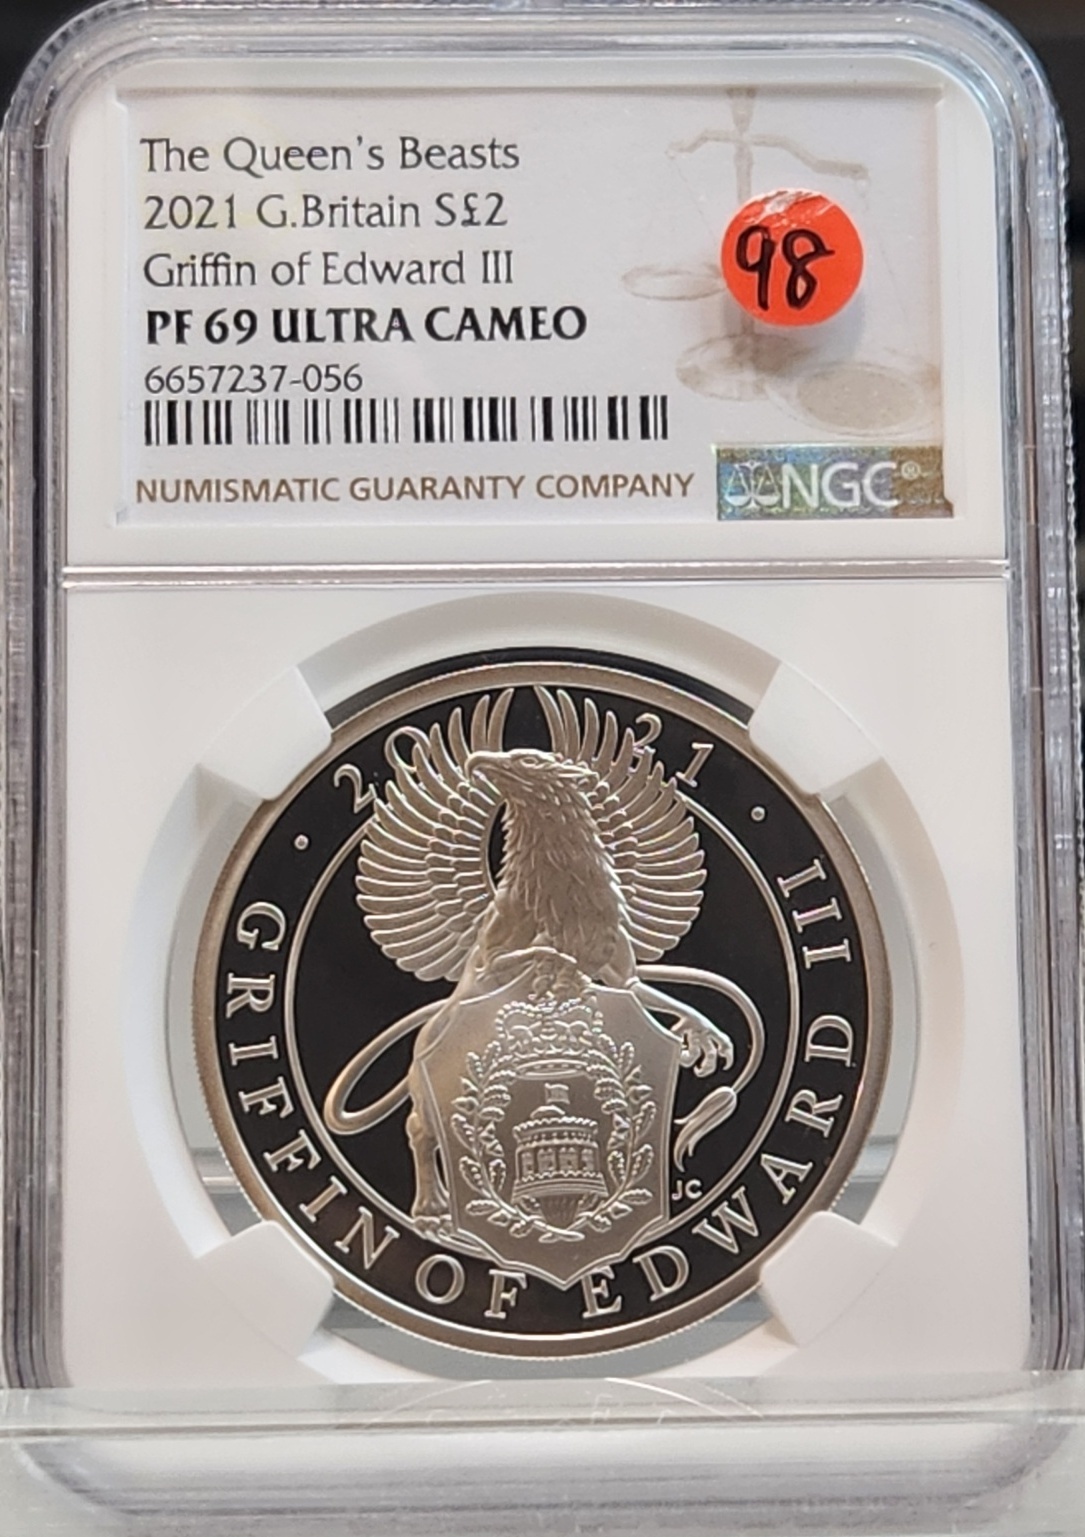 The Queen's Beasts
2021 G.Britain S£2
Griffin of Edward III
PF 69 ULTRA CAMEO
6657237-056
NUMISMATIC GUARANTY COMPANY
NGC®
98
2021
GRIFFIN OF EDWARD III
JC